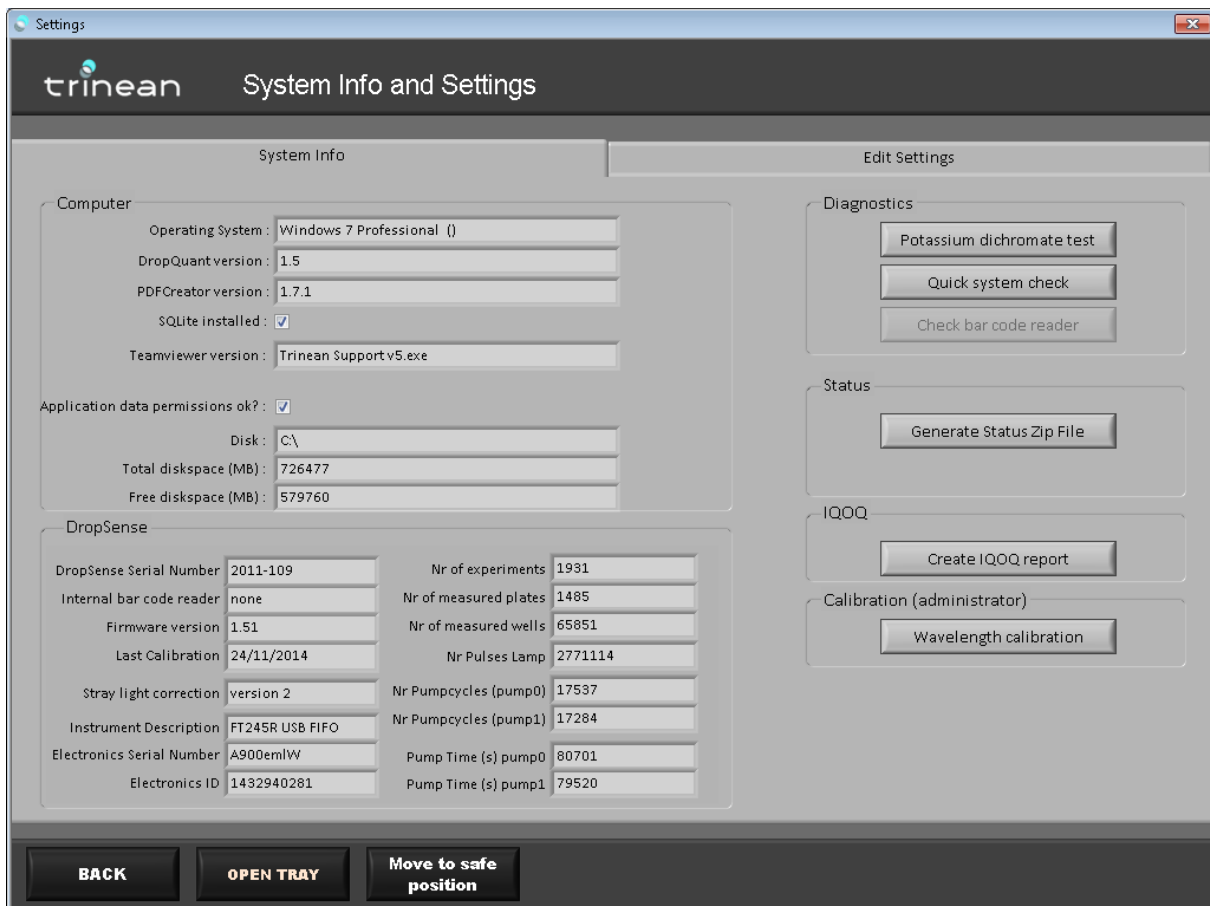 Settings
trinean
System Info and Settings
System Info
Edit Settings
Computer
Operating System : Windows 7 Professional ()
DropQuant version : 1.5
PDFCreator version : 1.7.1
SQLite installed :
Teamviewer version : Trinean Support v5.exe
Application data permissions ok? :
Disk : C:\
Total diskspace (MB) : 726477
Free diskspace (MB) : 579760
DropSense
DropSense Serial Number 2011-109
Internal bar code reader none
Firmware version 1.51
Last Calibration 24/11/2014
Stray light correction version 2
Instrument Description FT245R USB FIFO
Electronics Serial Number A900emlW
Electronics ID 1432940281
Nr of experiments 1931
Nr of measured plates 1485
Nr of measured wells 65851
Nr Pulses Lamp 2771114
Nr Pumpcycles (pump0) 17537
Nr Pumpcycles (pump1) 17284
Pump Time (s) pump0 80701
Pump Time (s) pump1 79520
Diagnostics
Potassium dichromate test
Quick system check
Check bar code reader
Status
Generate Status Zip File
IQOQ
Create IQOQ report
Calibration (administrator)
Wavelength calibration
BACK
OPEN TRAY
Move to safe
position